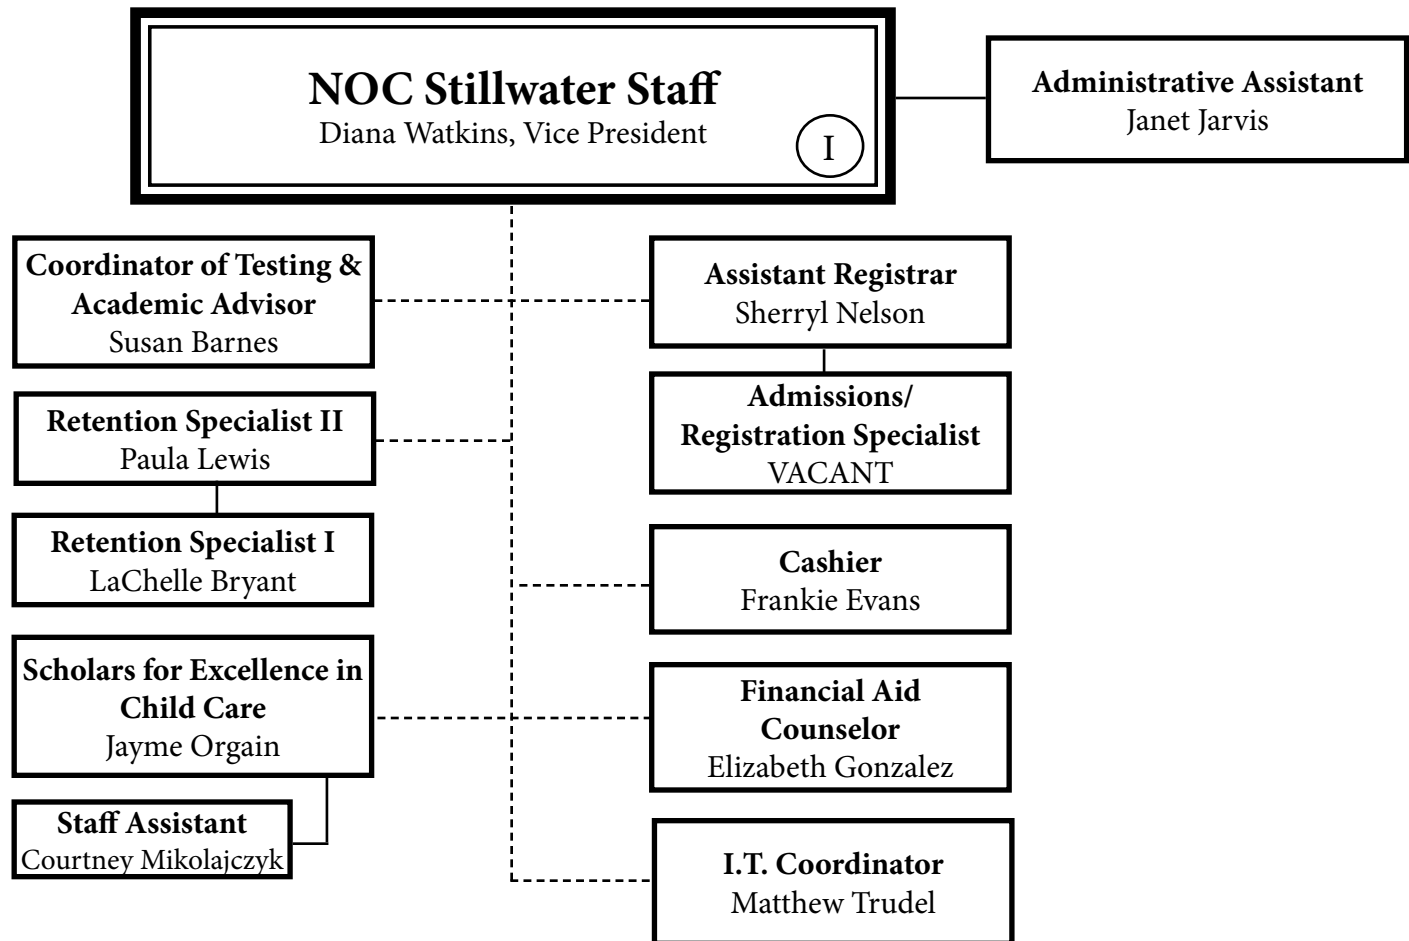 NOC Stillwater Staff
Diana Watkins, Vice President
I
Administrative Assistant
Janet Jarvis
Coordinator of Testing &
Academic Advisor
Susan Barnes
Assistant Registrar
Sherryl Nelson
Retention Specialist II
Paula Lewis
Admissions/
Registration Specialist
VACANT
Retention Specialist I
LaChelle Bryant
Cashier
Frankie Evans
Scholars for Excellence in
Child Care
Jayme Orgain
Financial Aid
Counselor
Elizabeth Gonzalez
Staff Assistant
Courtney Mikolajczyk
I.T. Coordinator
Matthew Trudel